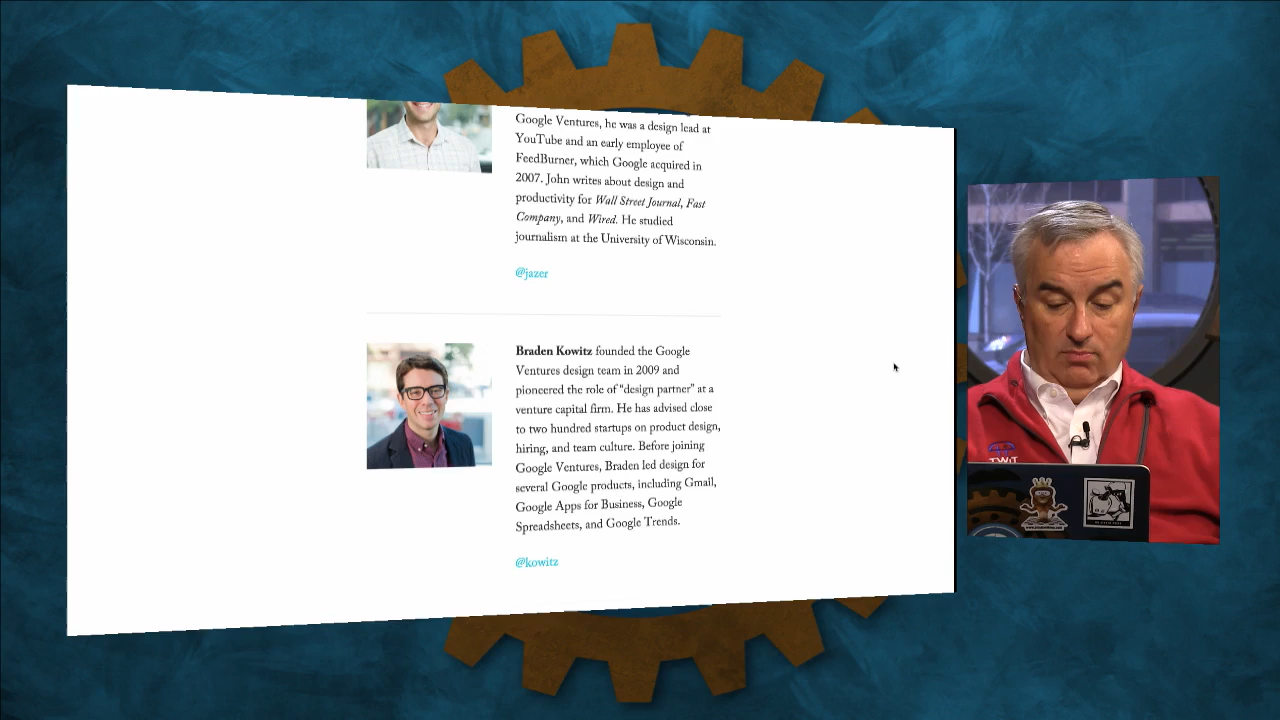 Google Ventures, he was a design lead at
YouTube and an early employee of
FeedBurner, which Google acquired in
2007. John writes about design and
productivity for Wall Street Journal, Fast
Company, and Wired. He studied
journalism at the University of Wisconsin.
@jazer
Braden Kowitz founded the Google
Ventures design team in 2009 and
pioneered the role of “design partner” at a
venture capital firm. He has advised close
to two hundred startups on product design,
hiring, and team culture. Before joining
Google Ventures, Braden led design for
several Google products, including Gmail,
Google Apps for Business, Google
Spreadsheets, and Google Trends.
@kowitz
TWiT